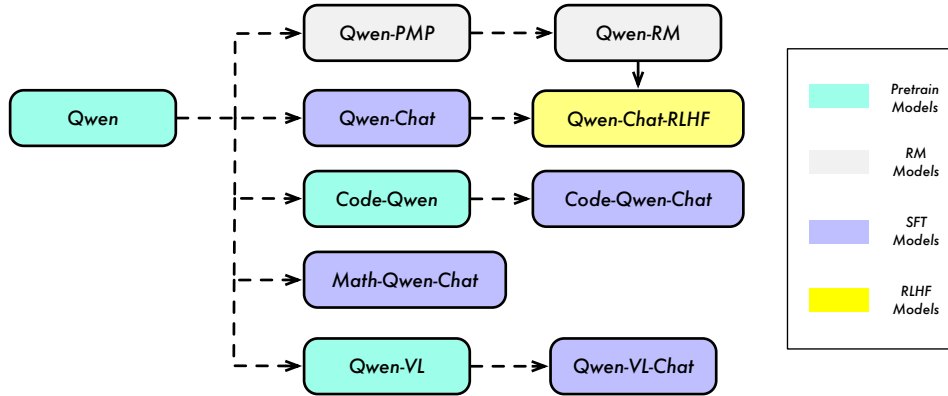 Qwen-PMP
Qwen-RM
Qwen
Qwen-Chat
Qwen-Chat-RLHF
Code-Qwen
Code-Qwen-Chat
Math-Qwen-Chat
Qwen-VL
Qwen-VL-Chat
Pretrain
Models
RM
Models
SFT
Models
RLHF
Models